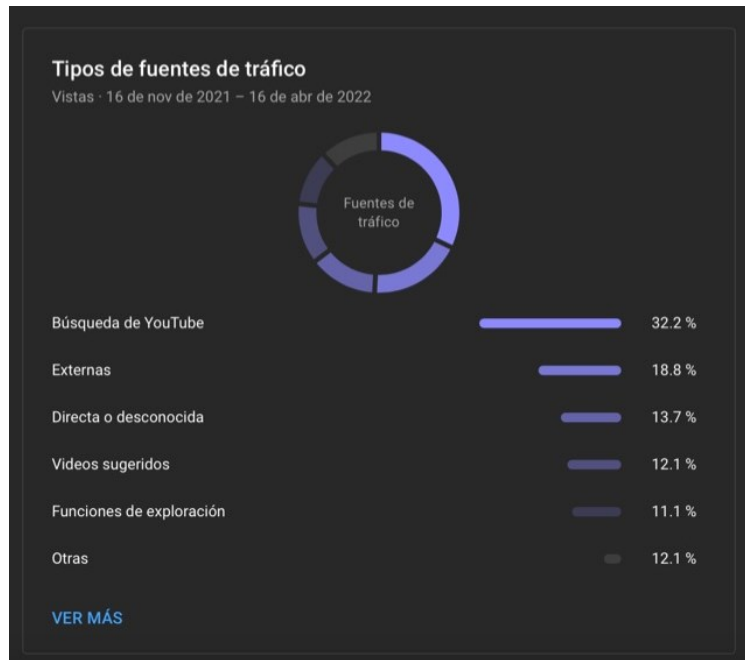 Tipos de fuentes de tráfico
Vistas · 16 de nov de 2021 – 16 de abr de 2022
Fuentes de
tráfico
Búsqueda de YouTube 32.2 %
Externas 18.8 %
Directa o desconocida 13.7 %
Videos sugeridos 12.1 %
Funciones de exploración 11.1 %
Otras 12.1 %
VER MÁS